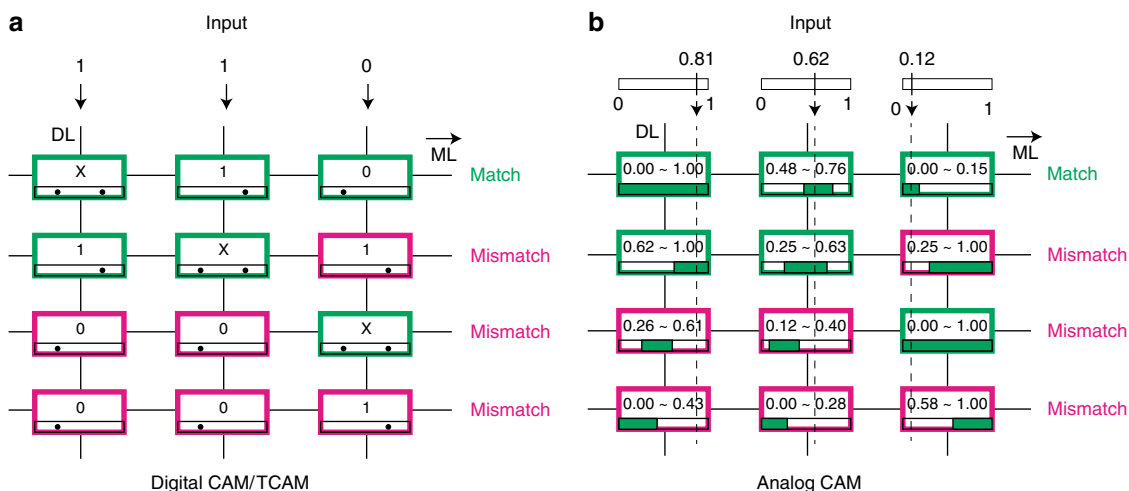 a
Input
1 1 0
DL
ML
X 1 0 Match
1 X 1 Mismatch
0 0 X Mismatch
0 0 1 Mismatch
Digital CAM/TCAM
b
Input
0.81 0.62 0.12
0 1 0 1 0 1
DL
ML
0.00 ~ 1.00 0.48 ~ 0.76 0.00 ~ 0.15 Match
0.62 ~ 1.00 0.25 ~ 0.63 0.25 ~ 1.00 Mismatch
0.26 ~ 0.61 0.12 ~ 0.40 0.00 ~ 1.00 Mismatch
0.00 ~ 0.43 0.00 ~ 0.28 0.58 ~ 1.00 Mismatch
Analog CAM